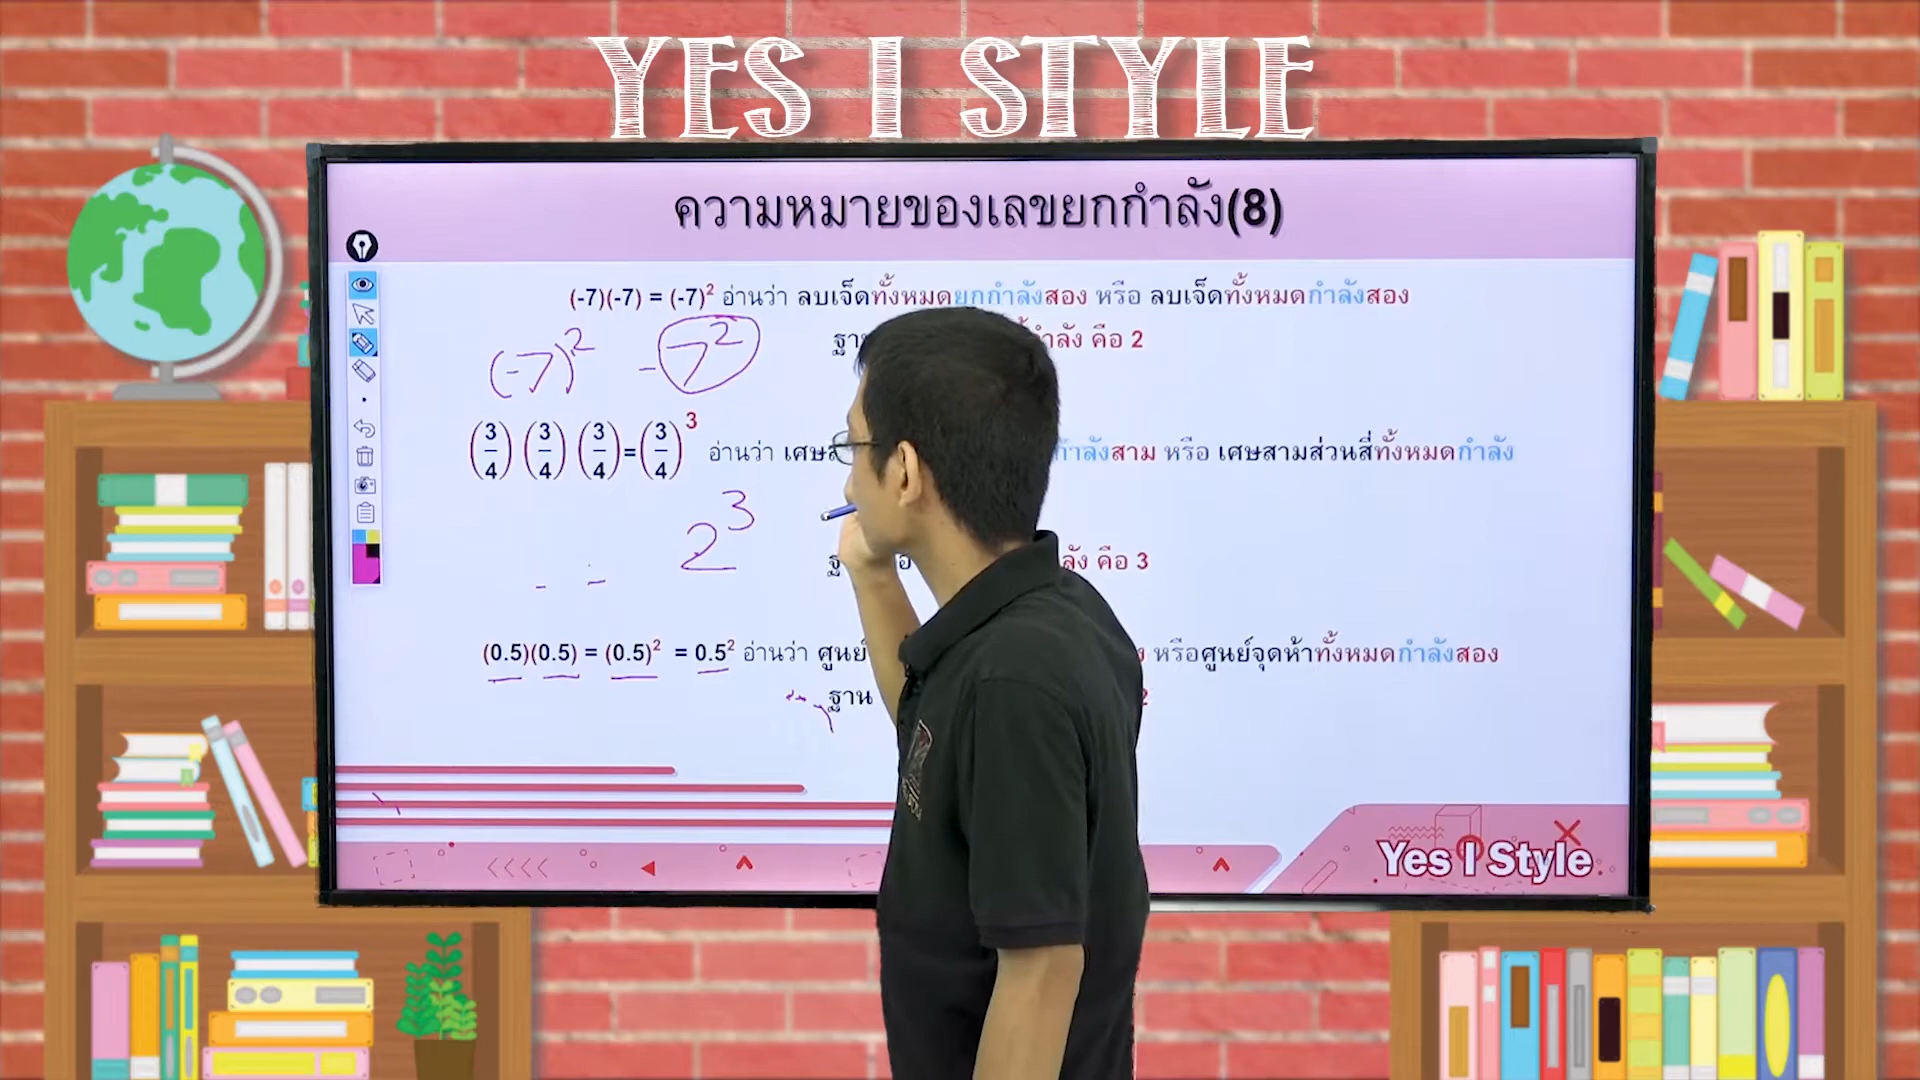 YES I STYLE
ความหมายของเลขยกกำลัง(8)
(-7)(-7) = (-7)² อ่านว่า ลบเจ็ดทั้งหมดยกกำลังสอง หรือ ลบเจ็ดทั้งหมดกำลังสอง
กำลัง คือ 2
(-7)² -7²
(3/4) (3/4) (3/4)=(3/4)³ อ่านว่า เศษ กำลังสาม หรือ เศษสามส่วนสี่ทั้งหมดกำลัง
2³
คือ 3
(0.5)(0.5) = (0.5)² = 0.5² อ่านว่า ศูนย์ หรือศูนย์จุดห้าทั้งหมดกำลังสอง
ฐาน 2
Yes I Style